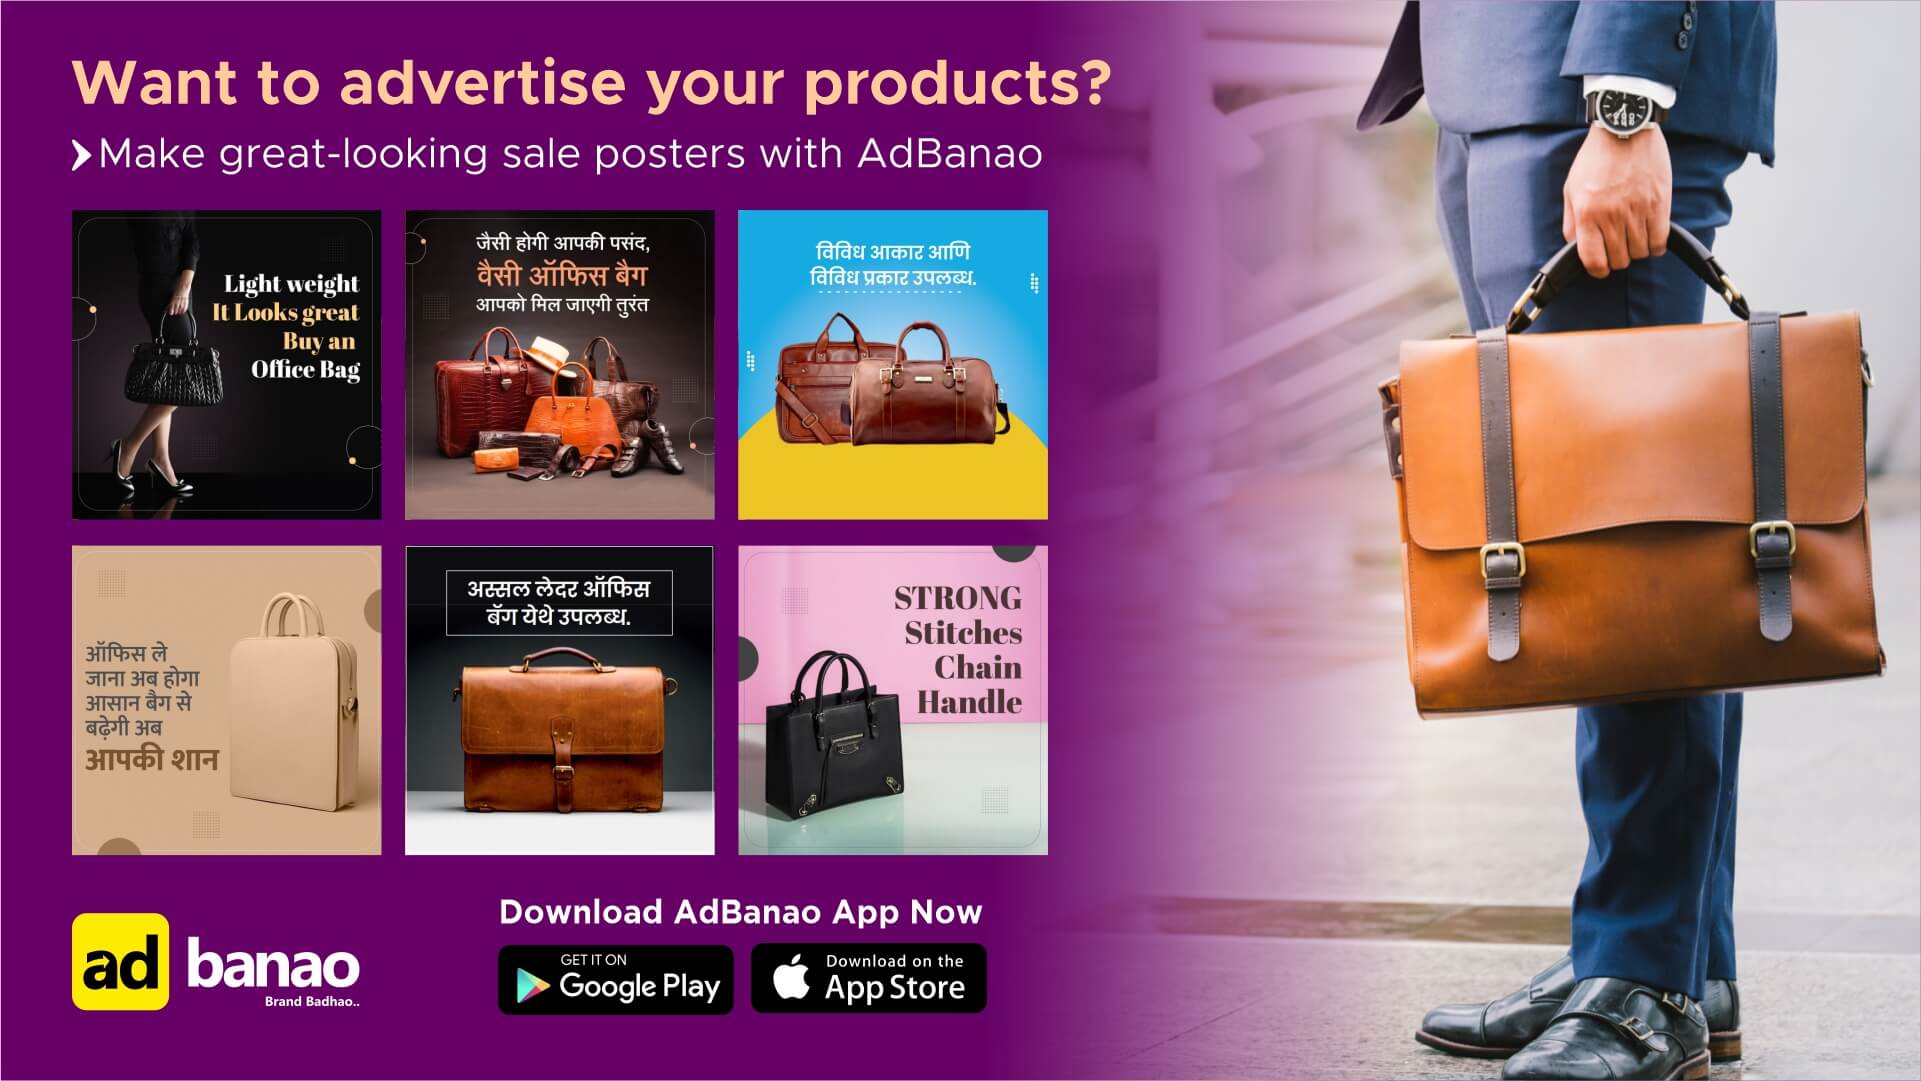 Want to advertise your products?
Make great-looking sale posters with AdBanao
Light weight
It Looks great
Buy an
Office Bag
जैसी होगी आपकी पसंद,
वैसी ऑफिस बैग
आपको मिल जाएगी तुरंत
विविध आकार आणि
विविध प्रकार उपलब्ध.
ऑफिस ले
जाना अब होगा
आसान बैग से
बढ़ेगी अब
आपकी शान
अस्सल लेदर ऑफिस
बॅग येथे उपलब्ध.
STRONG
Stitches
Chain
Handle
ad banao
Brand Badhao..
Download AdBanao App Now
GET IT ON
Google Play
Download on the
App Store